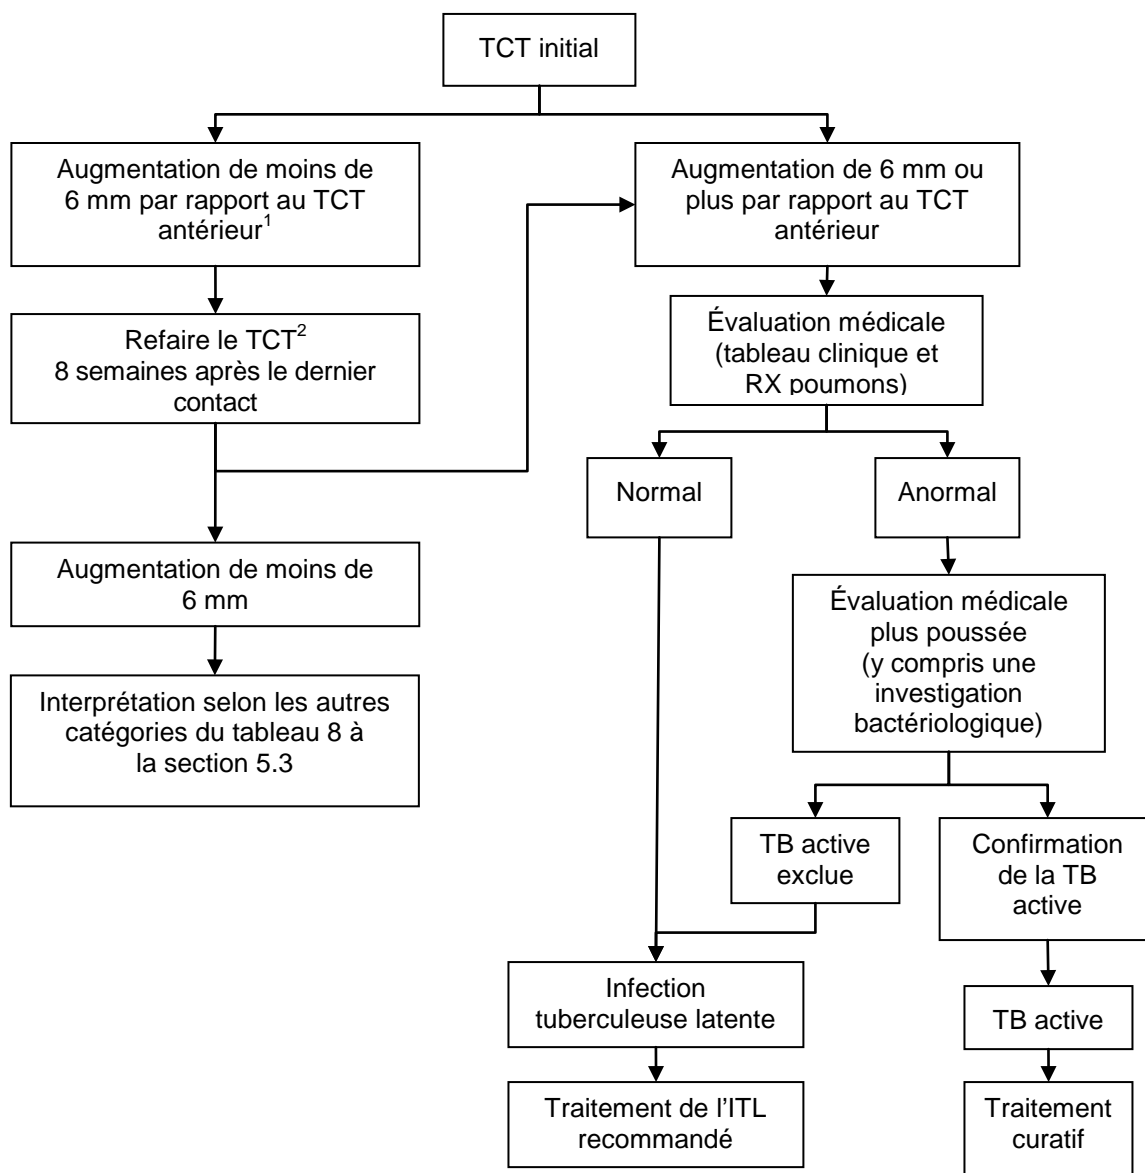 TCT initial
Augmentation de moins de
6 mm par rapport au TCT
antérieur¹
Augmentation de 6 mm ou
plus par rapport au TCT
antérieur
Refaire le TCT²
8 semaines après le dernier
contact
Évaluation médicale
(tableau clinique et
RX poumons)
Normal
Anormal
Augmentation de moins de
6 mm
Évaluation médicale
plus poussée
(y compris une
investigation
bactériologique)
Interprétation selon les autres
catégories du tableau 8 à
la section 5.3
TB active
exclue
Confirmation
de la TB
active
Infection
tuberculeuse latente
TB active
Traitement de l’ITL
recommandé
Traitement
curatif